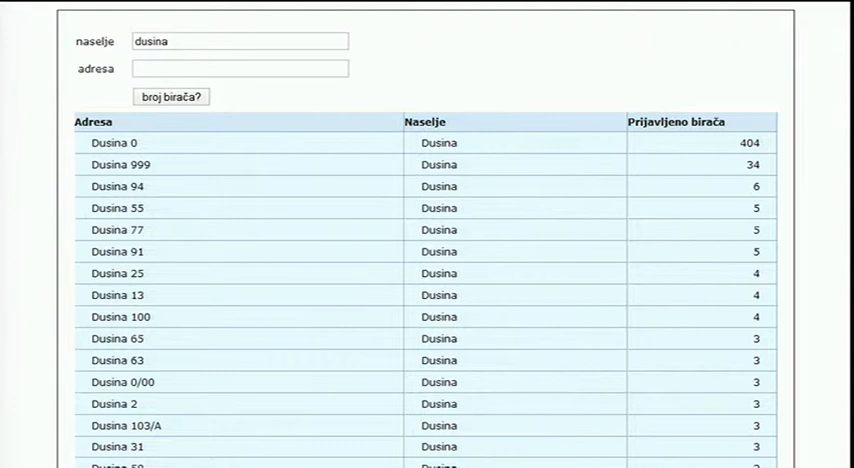 naselje dusina
adresa
broj birača?
Adresa Naselje Prijavljeno birača
Dusina 0 Dusina 404
Dusina 999 Dusina 34
Dusina 94 Dusina 6
Dusina 55 Dusina 5
Dusina 77 Dusina 5
Dusina 91 Dusina 5
Dusina 25 Dusina 4
Dusina 13 Dusina 4
Dusina 100 Dusina 4
Dusina 65 Dusina 3
Dusina 63 Dusina 3
Dusina 0/00 Dusina 3
Dusina 2 Dusina 3
Dusina 103/A Dusina 3
Dusina 31 Dusina 3
Dusina Dusina